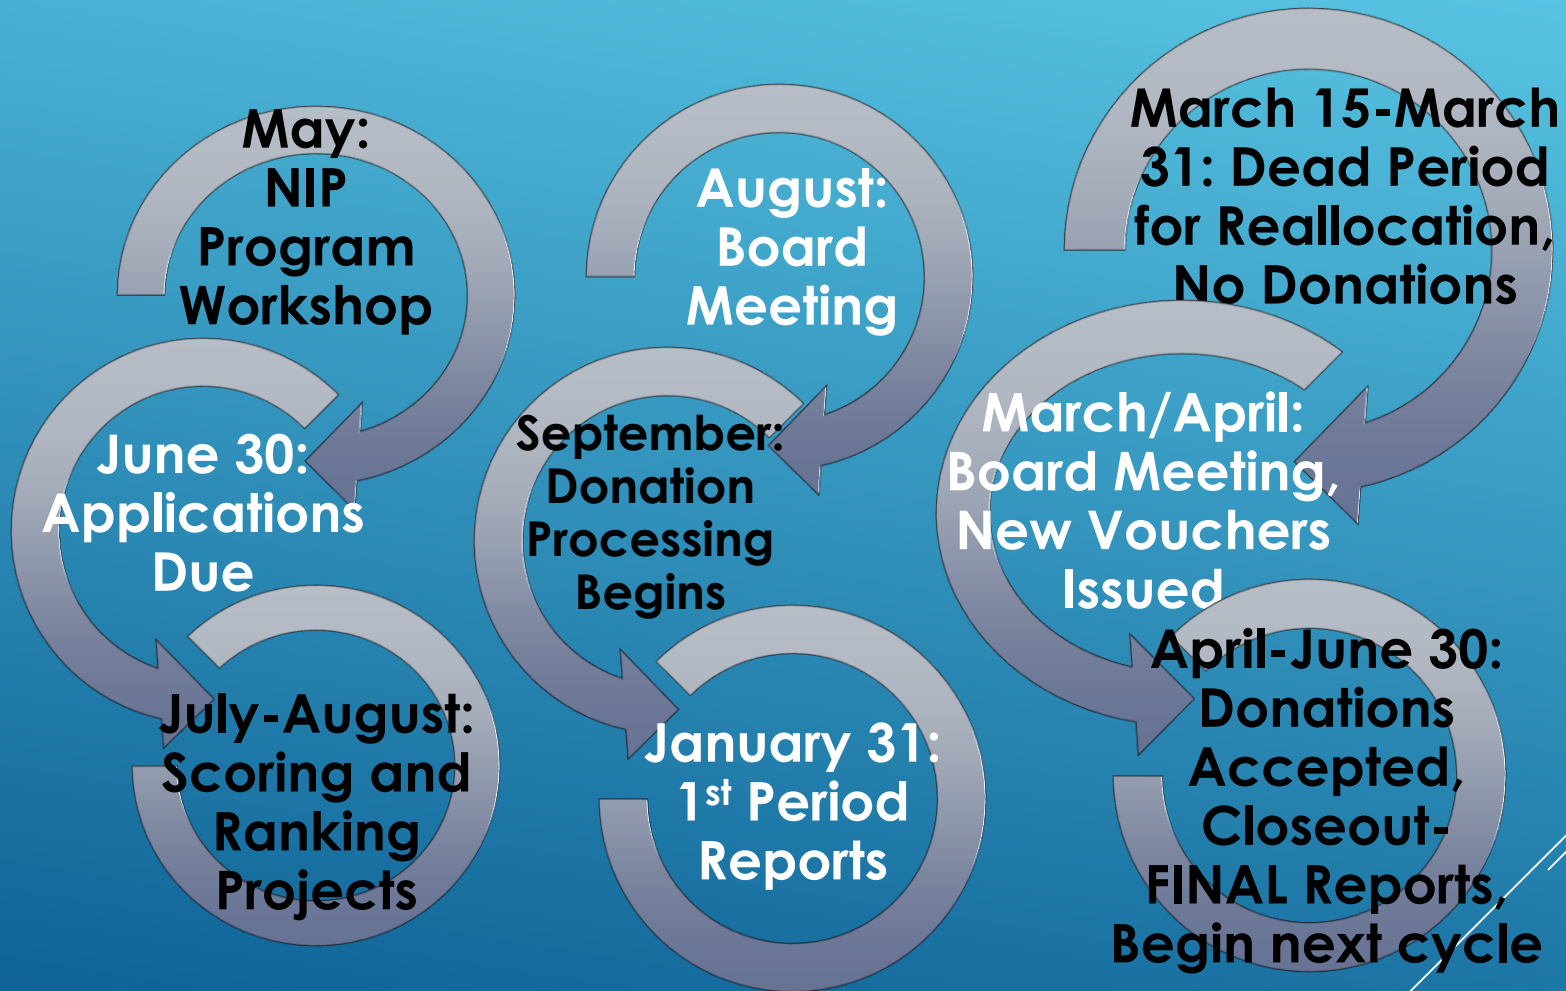 May:
NIP
Program
Workshop
June 30:
Applications
Due
July-August:
Scoring and
Ranking
Projects
August:
Board
Meeting
September:
Donation
Processing
Begins
January 31:
1st Period
Reports
March 15-March
31: Dead Period
for Reallocation,
No Donations
March/April:
Board Meeting,
New Vouchers
Issued
April-June 30:
Donations
Accepted,
Closeout-
FINAL Reports,
Begin next cycle